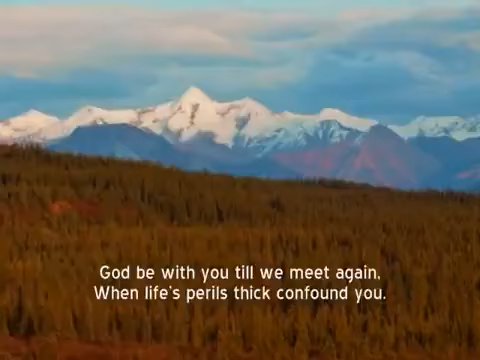 God be with you till we meet again.
When life's perils thick confound you.